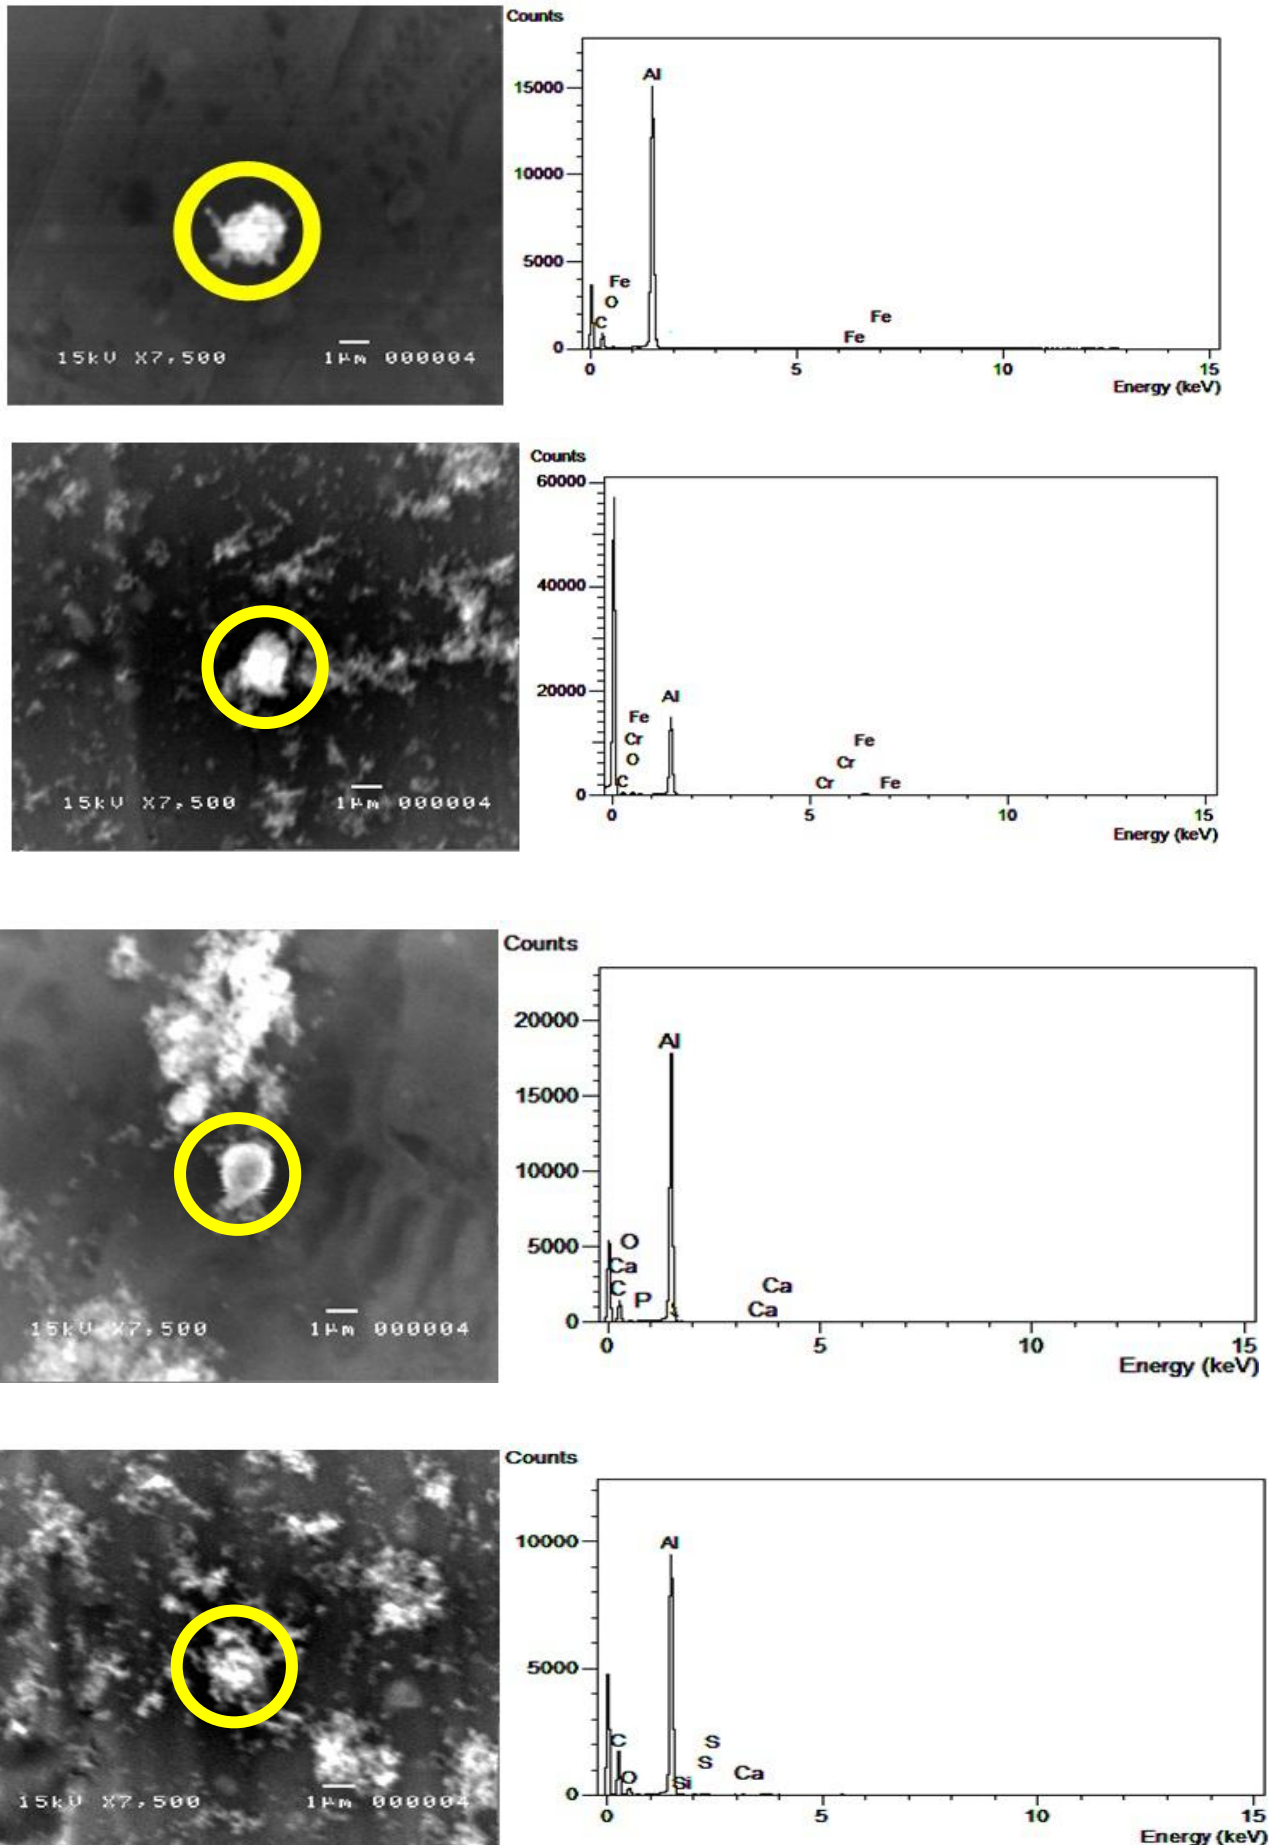 Counts
15000
Al
10000
5000
Fe
O
C
Fe
Fe
0
0 5 10 15
Energy (keV)
15kV X7,500 1µm 000004
Counts
60000
40000
20000
Al
Fe
Cr
O
C
Fe
Cr
Cr Fe
0
0 5 10 15
Energy (keV)
15kV X7,500 1µm 000004
Counts
20000
Al
15000
10000
5000
O
Ca
C
P
Ca
Ca
0
0 5 10 15
Energy (keV)
15kV X7,500 1µm 000004
Counts
10000
Al
5000
C
O
S
S
Si
Ca
0
0 5 10 15
Energy (keV)
15kV X7,500 1µm 000004